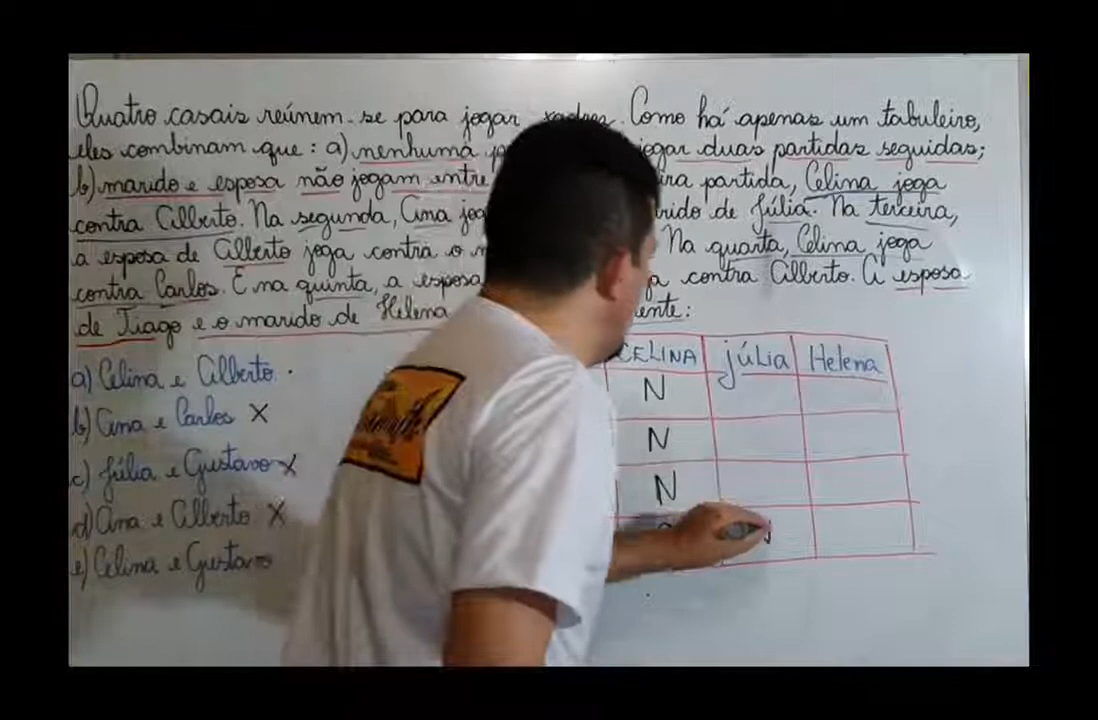 Quatro casais reúnem-se para jogar xadrez. Como há apenas um tabuleiro,
eles combinam que: a) nenhuma jogar duas partidas seguidas;
b) marido e esposa não jogam entre partida, Celina joga
contra Alberto. Na segunda, Ana de Júlia. Na terceira,
a esposa de Alberto joga contra o Na quarta, Celina joga
contra Carlos. E na quinta, a esposa contra Alberto. A esposa
de Tiago e o marido de Helena
a) Celina e Alberto.
b) Ana e Carlos X
c) Júlia e Gustavo X
d) Ana e Alberto X
e) Celina e Gustavo
CELINA júlia Helena
N
N
N